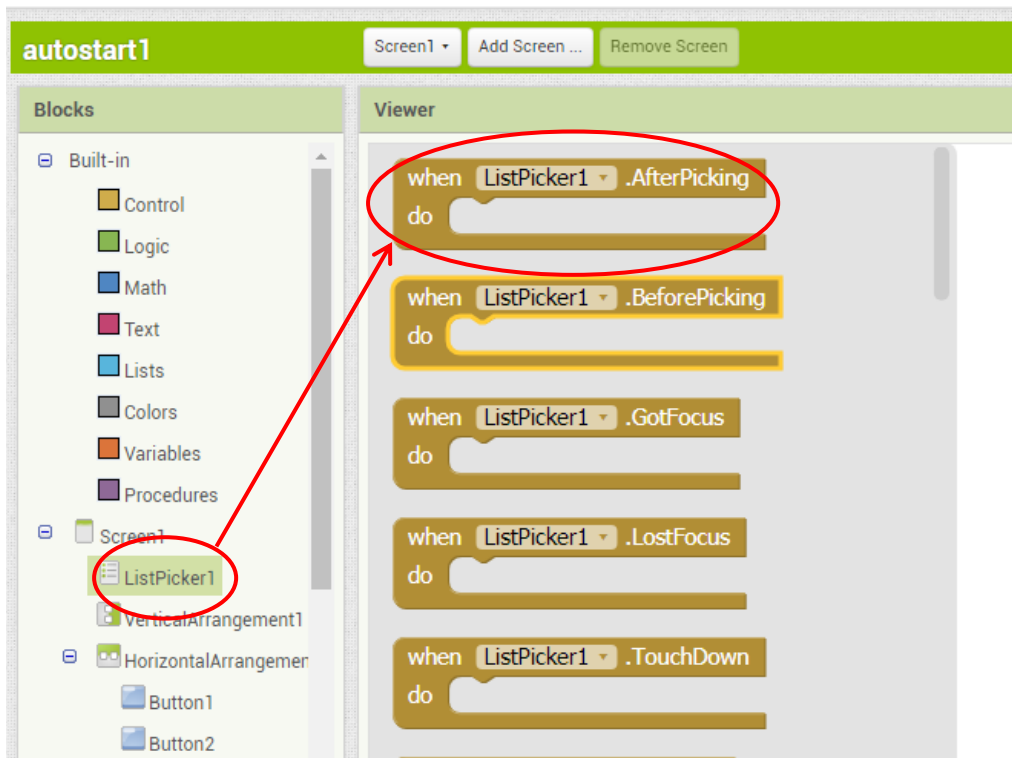 autostart1
Screen1
Add Screen ...
Remove Screen
Blocks
Viewer
Built-in
Control
Logic
Math
Text
Lists
Colors
Variables
Procedures
Screen1
ListPicker1
VerticalArrangement1
HorizontalArrangemen
Button1
Button2
when ListPicker1 .AfterPicking
do
when ListPicker1 .BeforePicking
do
when ListPicker1 .GotFocus
do
when ListPicker1 .LostFocus
do
when ListPicker1 .TouchDown
do